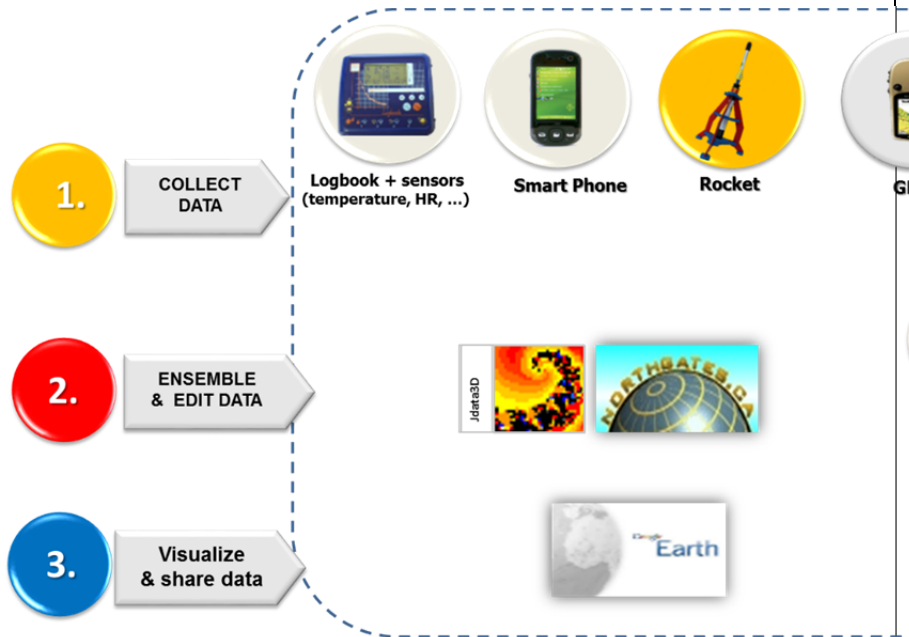 Logbook + sensors
(temperature, HR, ...)
Smart Phone
Rocket
1.
COLLECT
DATA
2.
ENSEMBLE
& EDIT DATA
Jdata3D
NORTHGATES.CA
3.
Visualize
& share data
Google
Earth